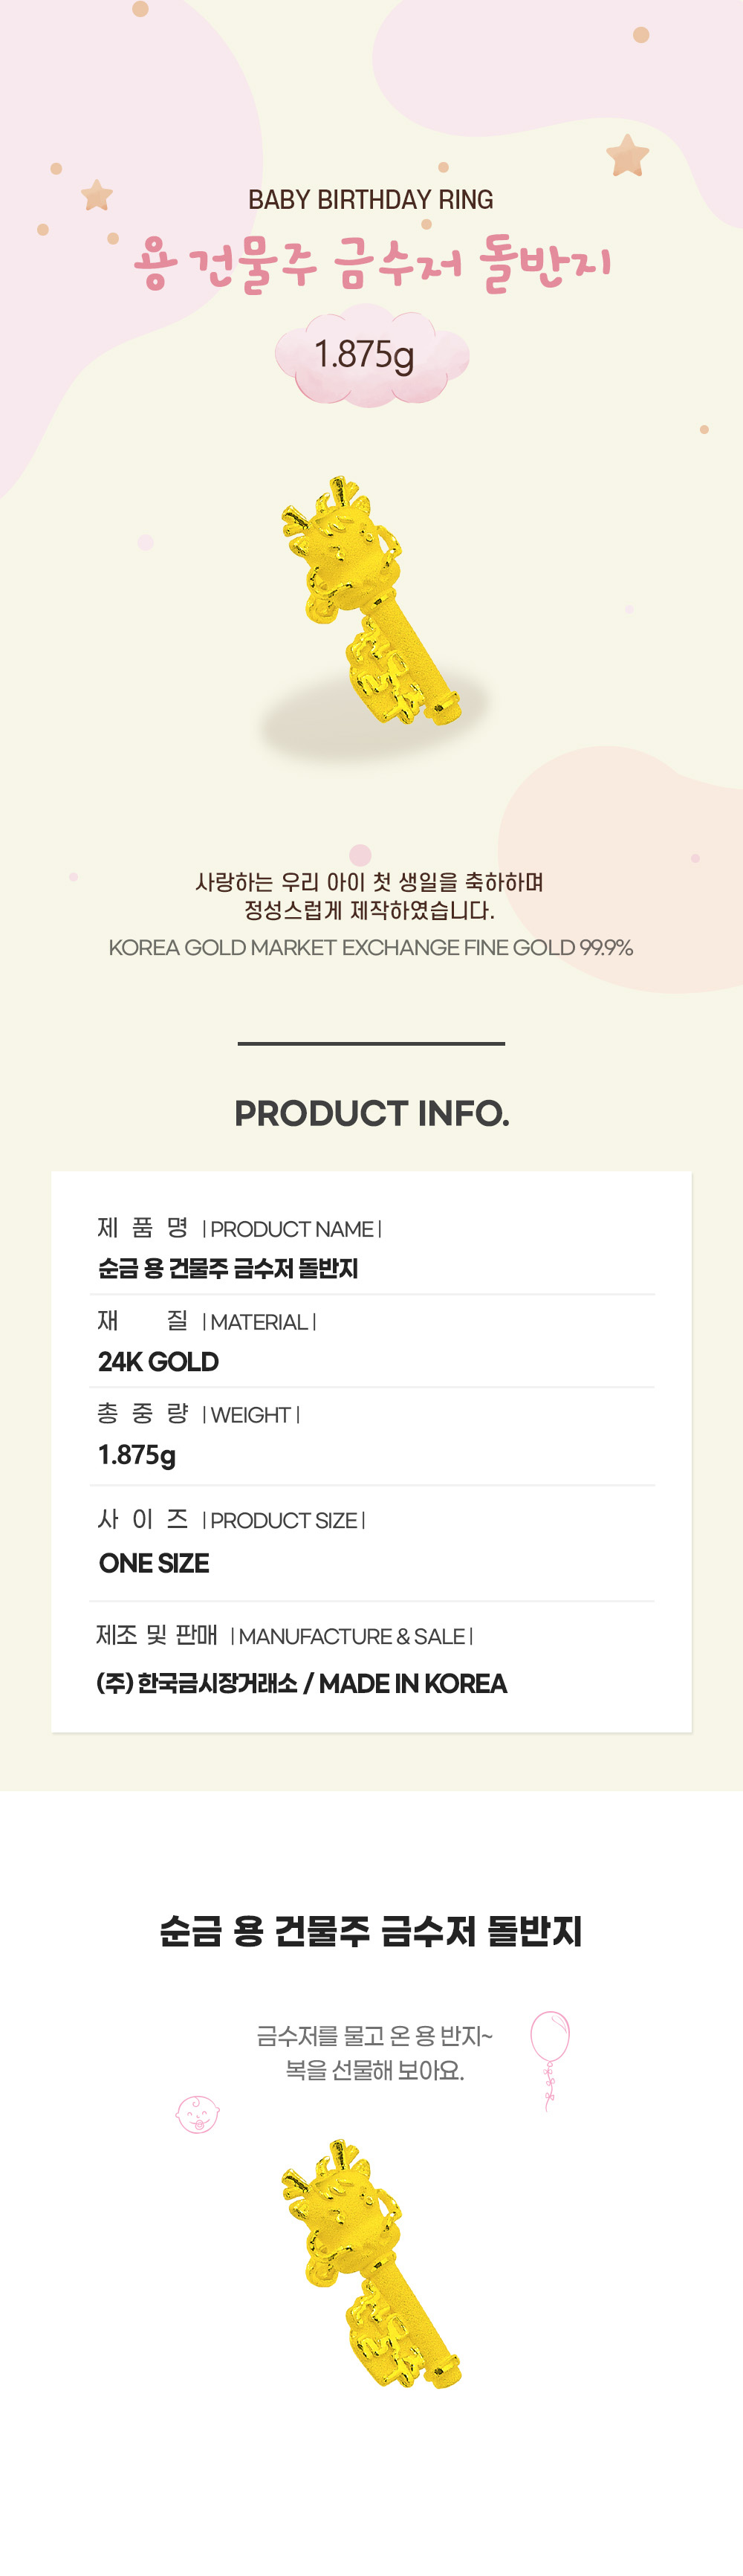 BABY BIRTHDAY RING
용 건물주 금수저 돌반지
1.875g
사랑하는 우리 아이 첫 생일을 축하하며
정성스럽게 제작하였습니다.
KOREA GOLD MARKET EXCHANGE FINE GOLD 99.9%
PRODUCT INFO.
제 품 명 | PRODUCT NAME |
순금 용 건물주 금수저 돌반지
재 질 | MATERIAL |
24K GOLD
총 중 량 | WEIGHT |
1.875g
사 이 즈 | PRODUCT SIZE |
ONE SIZE
제조 및 판매 | MANUFACTURE & SALE |
(주) 한국금시장거래소 / MADE IN KOREA
순금 용 건물주 금수저 돌반지
금수저를 물고 온 용 반지~
복을 선물해 보아요.